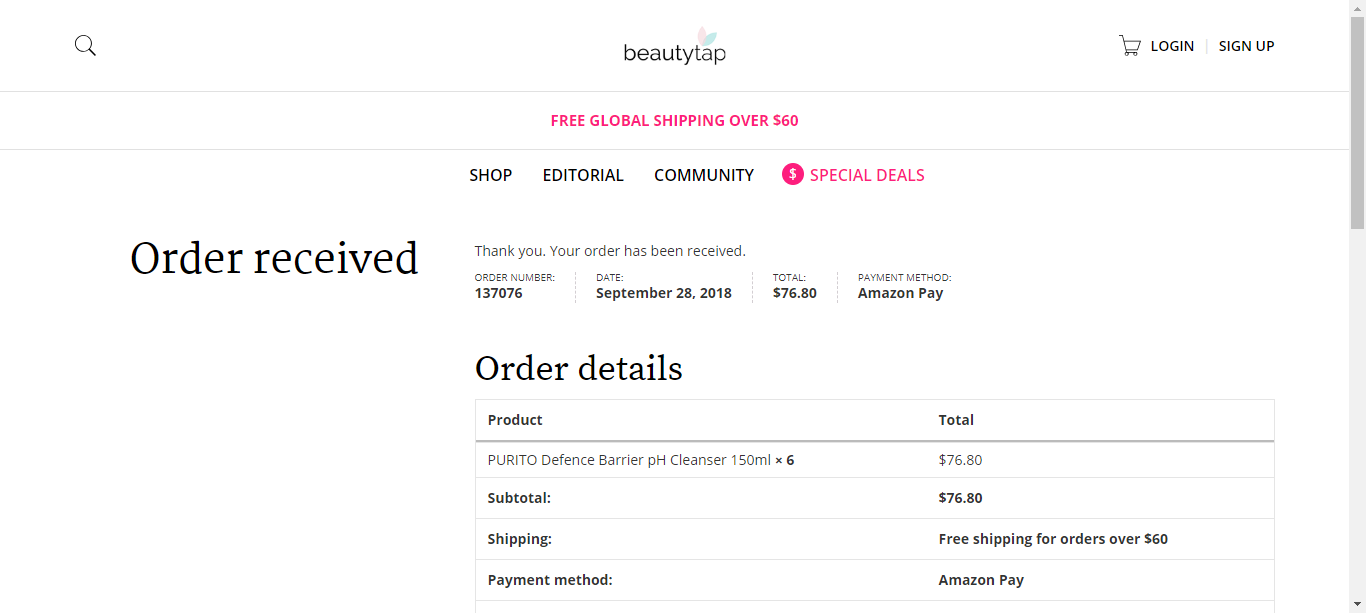 beautytap
LOGIN
SIGN UP
FREE GLOBAL SHIPPING OVER $60
SHOP EDITORIAL COMMUNITY $ SPECIAL DEALS
Order received
Thank you. Your order has been received.
ORDER NUMBER: DATE: TOTAL: PAYMENT METHOD:
137076 September 28, 2018 $76.80 Amazon Pay
Order details
Product Total
PURITO Defence Barrier pH Cleanser 150ml × 6 $76.80
Subtotal: $76.80
Shipping: Free shipping for orders over $60
Payment method: Amazon Pay